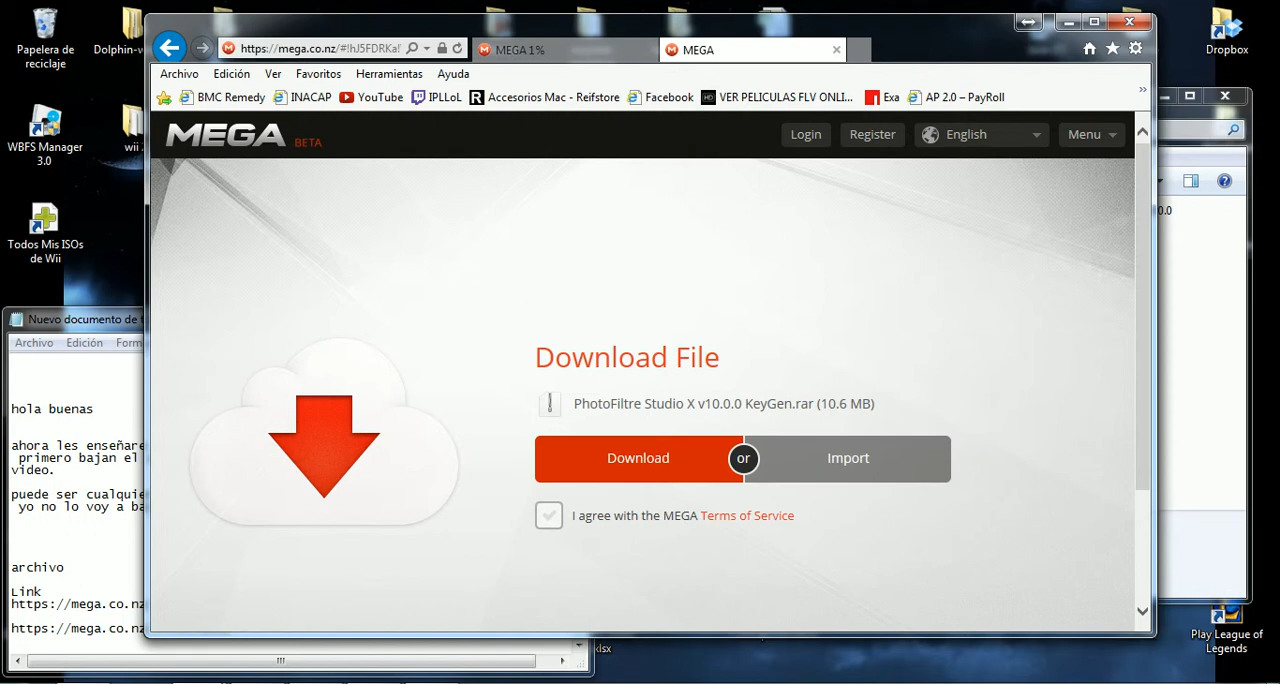 Papelera de
reciclaje
WBFS Manager
3.0
wii
Todos Mis ISOs
de Wii
Dropbox
Play League of
Legends
https://mega.co.nz/#!hJ5FDRKa!
MEGA 1%
MEGA
Archivo Edición Ver Favoritos Herramientas Ayuda
BMC Remedy INACAP YouTube IPLLoL Accesorios Mac - Reifstore Facebook VER PELICULAS FLV ONLI... Exa AP 2.0 – PayRoll
MEGA BETA
Login Register English Menu
Download File
PhotoFiltre Studio X v10.0.0 KeyGen.rar (10.6 MB)
Download or Import
I agree with the MEGA Terms of Service
Nuevo documento de
Archivo Edición Form
hola buenas
ahora les enseñare
primero bajan el
video.
puede ser cualquie
yo no lo voy a ba
archivo
Link
https://mega.co.nz
https://mega.co.nz
xlsx
0.0